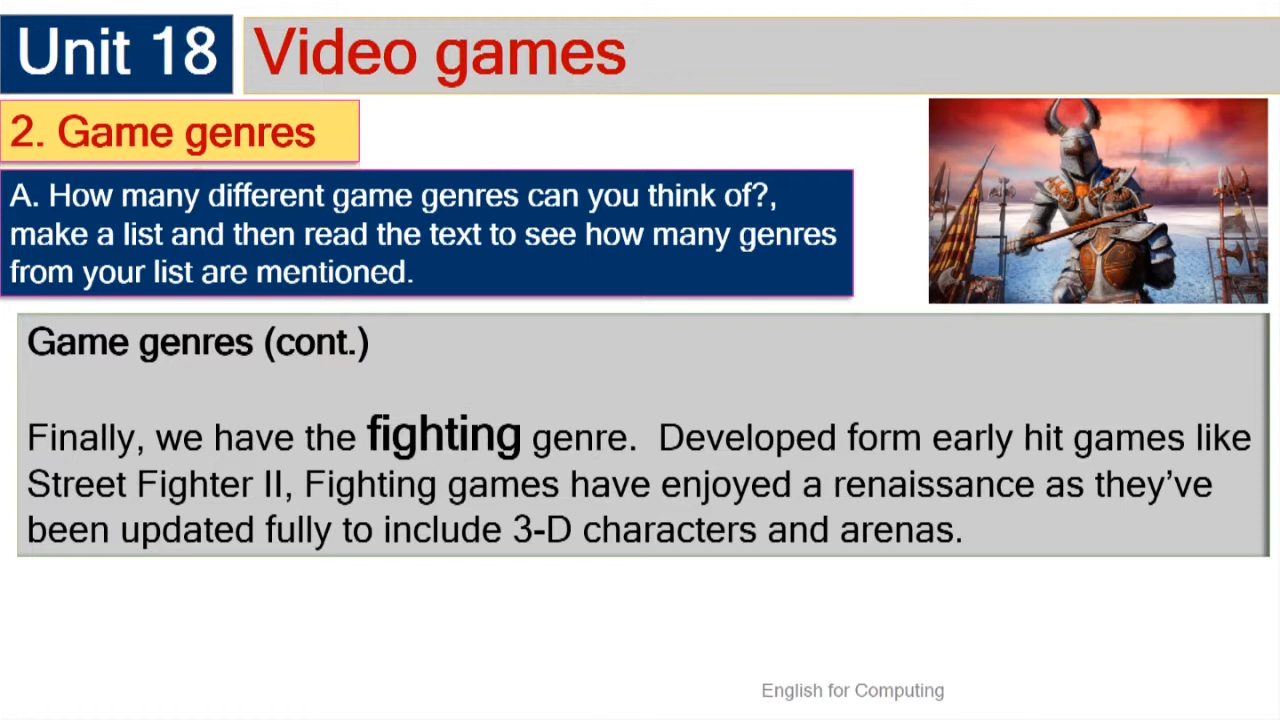 Unit 18
Video games
2. Game genres
A. How many different game genres can you think of?,
make a list and then read the text to see how many genres
from your list are mentioned.
Game genres (cont.)
Finally, we have the fighting genre. Developed form early hit games like
Street Fighter II, Fighting games have enjoyed a renaissance as they’ve
been updated fully to include 3-D characters and arenas.
English for Computing